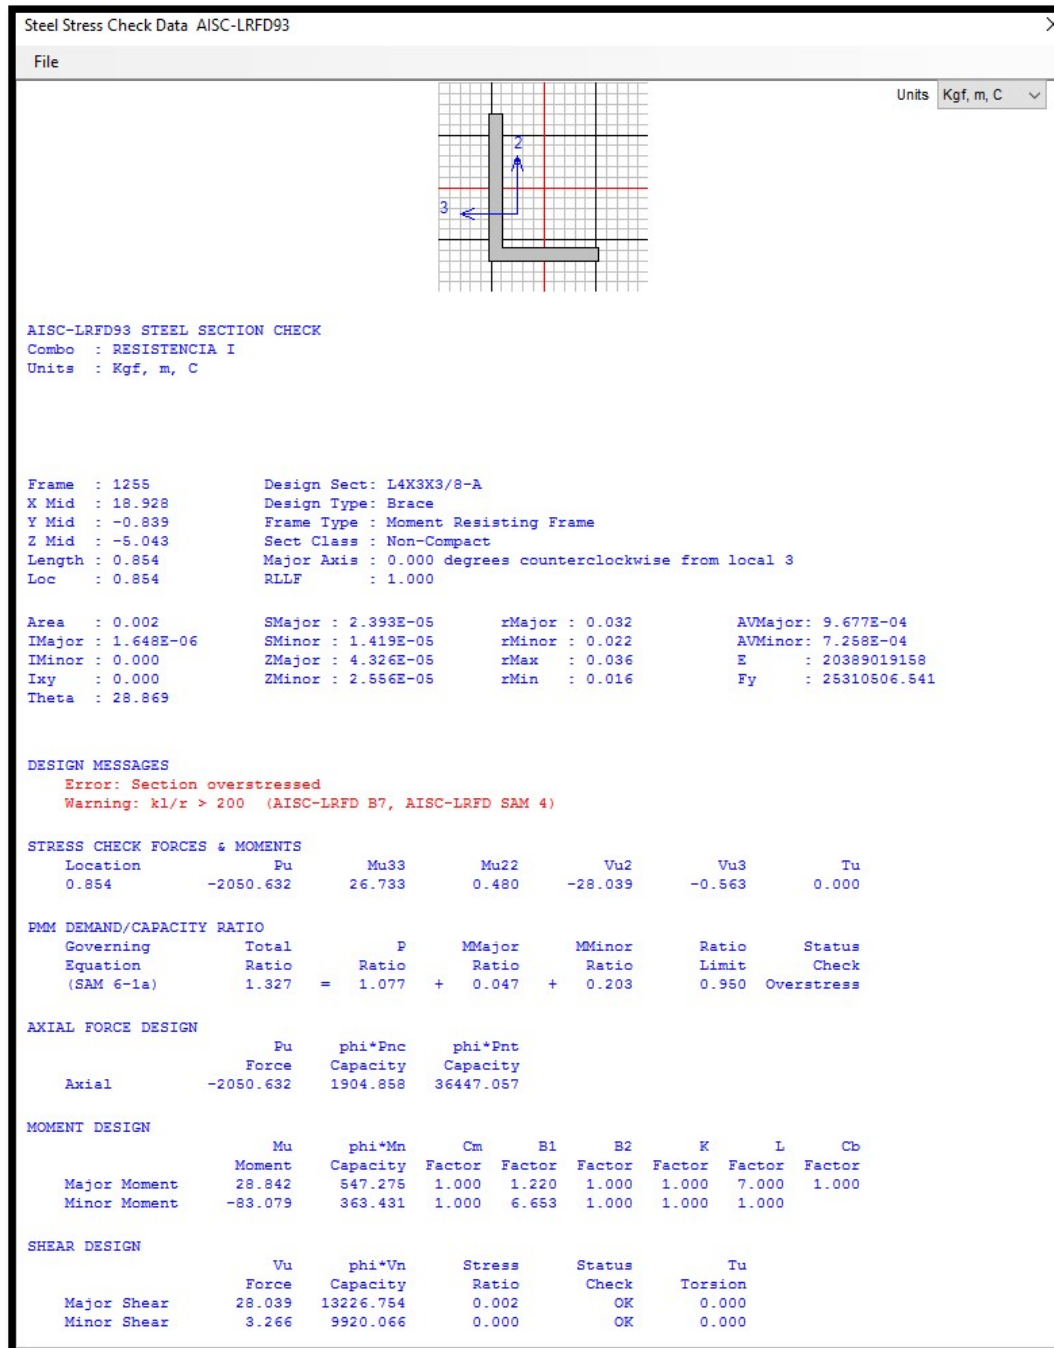 Steel Stress Check Data AISC-LRFD93
File
Units Kgf, m, C
2
3
AISC-LRFD93 STEEL SECTION CHECK
Combo : RESISTENCIA I
Units : Kgf, m, C
Frame : 1255 Design Sect: L4X3X3/8-A
X Mid : 18.928 Design Type: Brace
Y Mid : -0.839 Frame Type : Moment Resisting Frame
Z Mid : -5.043 Sect Class : Non-Compact
Length : 0.854 Major Axis : 0.000 degrees counterclockwise from local 3
Loc : 0.854 RLLF : 1.000
Area : 0.002 SMajor : 2.393E-05 rMajor : 0.032 AVMajor: 9.677E-04
IMajor : 1.648E-06 SMinor : 1.419E-05 rMinor : 0.022 AVMinor: 7.258E-04
IMinor : 0.000 ZMajor : 4.326E-05 rMax : 0.036 E : 20389019158
Ixy : 0.000 ZMinor : 2.556E-05 rMin : 0.016 Fy : 25310506.541
Theta : 28.869
DESIGN MESSAGES
Error: Section overstressed
Warning: kl/r > 200 (AISC-LRFD B7, AISC-LRFD SAM 4)
STRESS CHECK FORCES & MOMENTS
Location Pu Mu33 Mu22 Vu2 Vu3 Tu
0.854 -2050.632 26.733 0.480 -28.039 -0.563 0.000
PMM DEMAND/CAPACITY RATIO
Governing Total P MMajor MMinor Ratio Status
Equation Ratio Ratio Ratio Ratio Limit Check
(SAM 6-1a) 1.327 = 1.077 + 0.047 + 0.203 0.950 Overstress
AXIAL FORCE DESIGN
Pu phi*Pnc phi*Pnt
Force Capacity Capacity
Axial -2050.632 1904.858 36447.057
MOMENT DESIGN
Mu phi*Mn Cm B1 B2 K L Cb
Moment Capacity Factor Factor Factor Factor Factor Factor
Major Moment 28.842 547.275 1.000 1.220 1.000 1.000 7.000 1.000
Minor Moment -83.079 363.431 1.000 6.653 1.000 1.000 1.000
SHEAR DESIGN
Vu phi*Vn Stress Status Tu
Force Capacity Ratio Check Torsion
Major Shear 28.039 13226.754 0.002 OK 0.000
Minor Shear 3.266 9920.066 0.000 OK 0.000